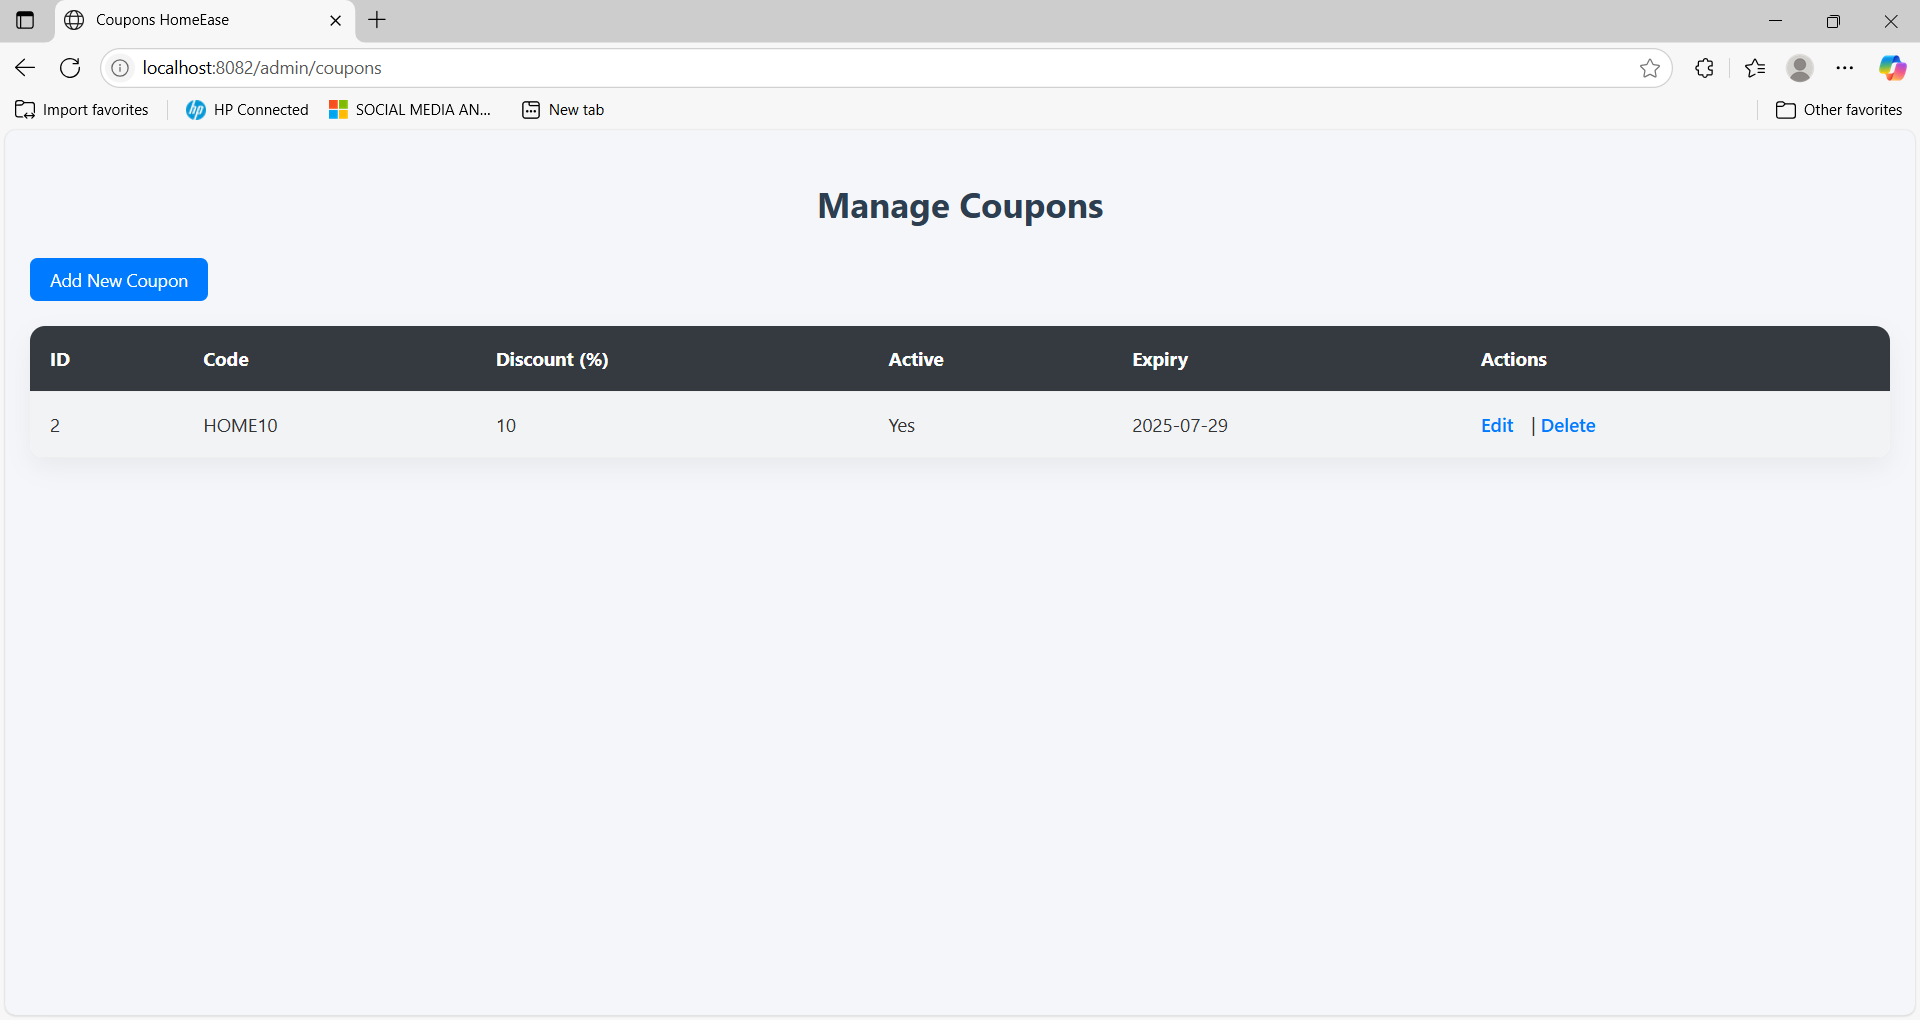 Coupons HomeEase
localhost:8082/admin/coupons
Import favorites | hp HP Connected SOCIAL MEDIA AN... New tab | Other favorites
Manage Coupons
Add New Coupon
ID Code Discount (%) Active Expiry Actions
2 HOME10 10 Yes 2025-07-29 Edit | Delete